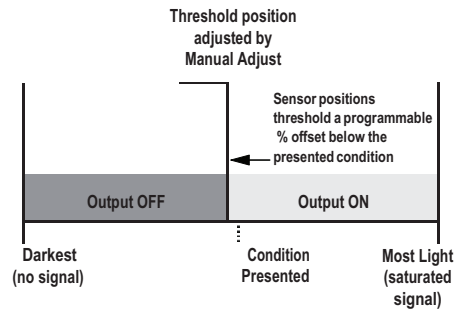 Threshold position
adjusted by
Manual Adjust
Sensor positions
threshold a programmable
% offset below the
presented condition
Output OFF
Output ON
Darkest
(no signal)
Condition
Presented
Most Light
(saturated
signal)